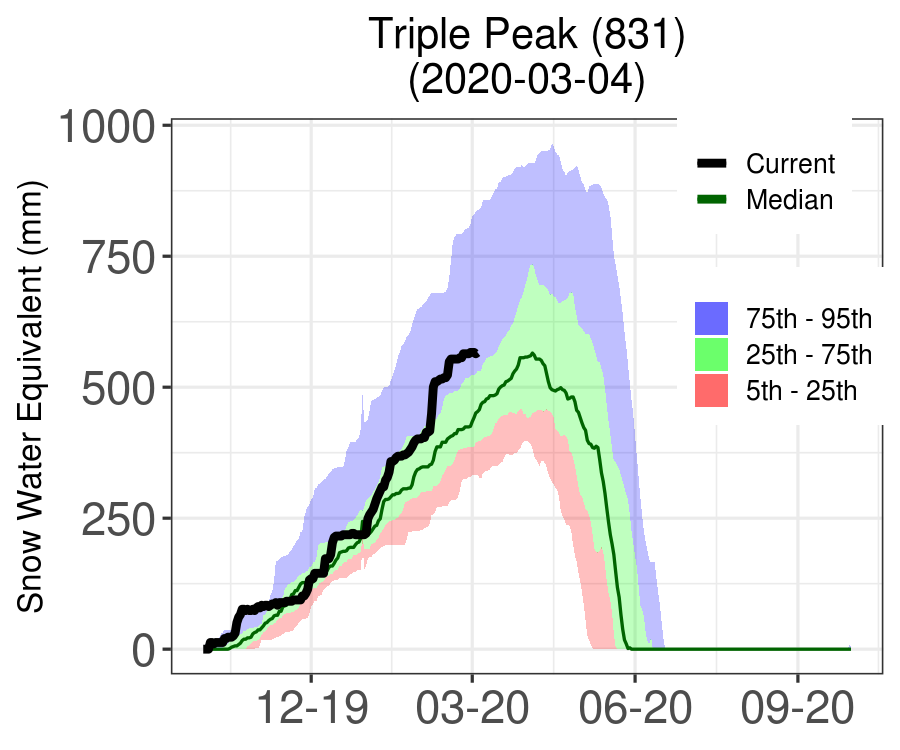 Triple Peak (831)
(2020-03-04)
Snow Water Equivalent (mm)
1000
750
500
250
0
12-19
03-20
06-20
09-20
Current
Median
75th - 95th
25th - 75th
5th - 25th